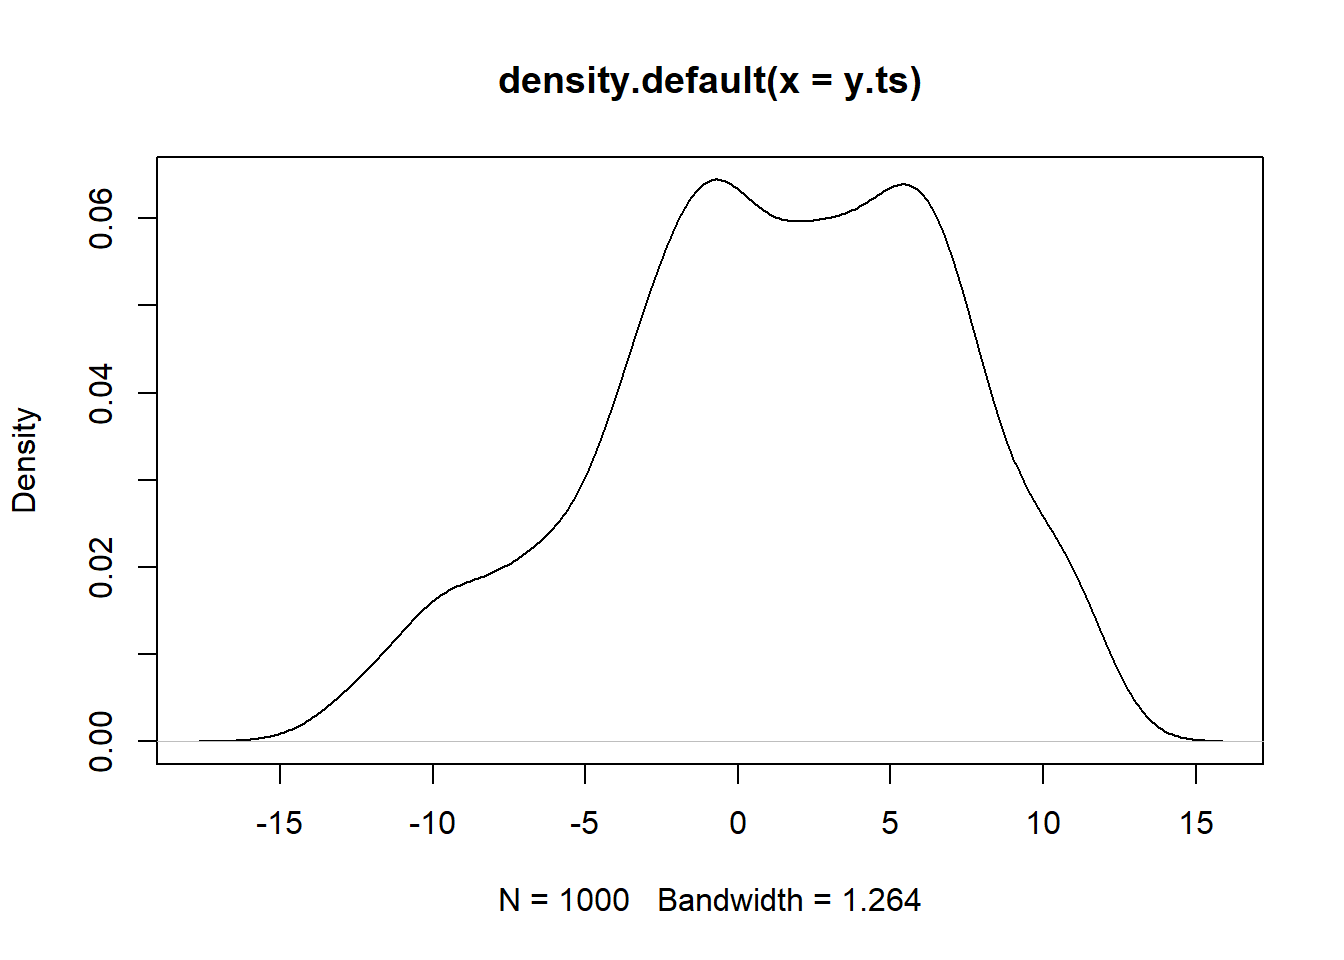 density.default(x = y.ts)
Density
0.06
0.04
0.02
0.00
-15 -10 -5 0 5 10 15
N = 1000 Bandwidth = 1.264